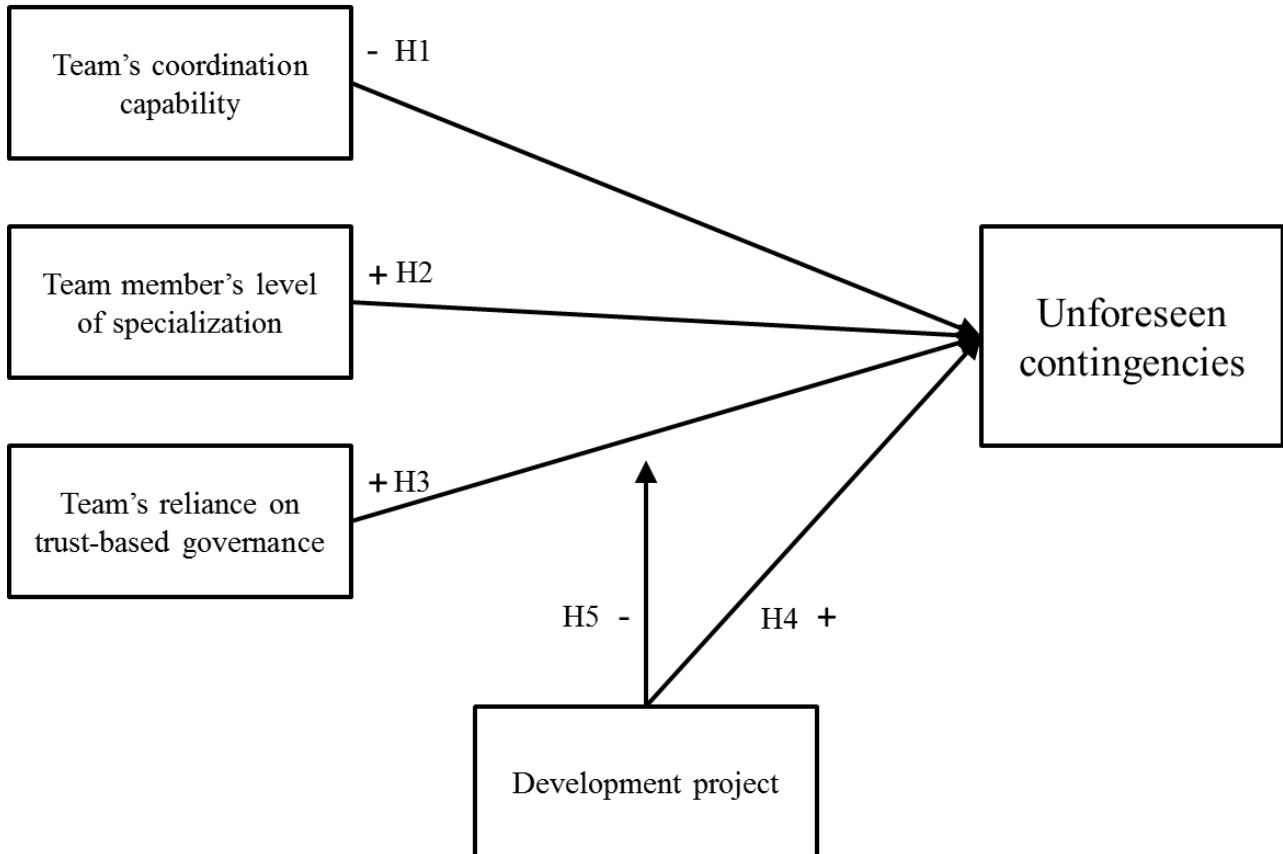 Team’s coordination
capability
- H1
Team member’s level
of specialization
+ H2
Unforeseen
contingencies
Team’s reliance on
trust-based governance
+ H3
H5 -
H4 +
Development project